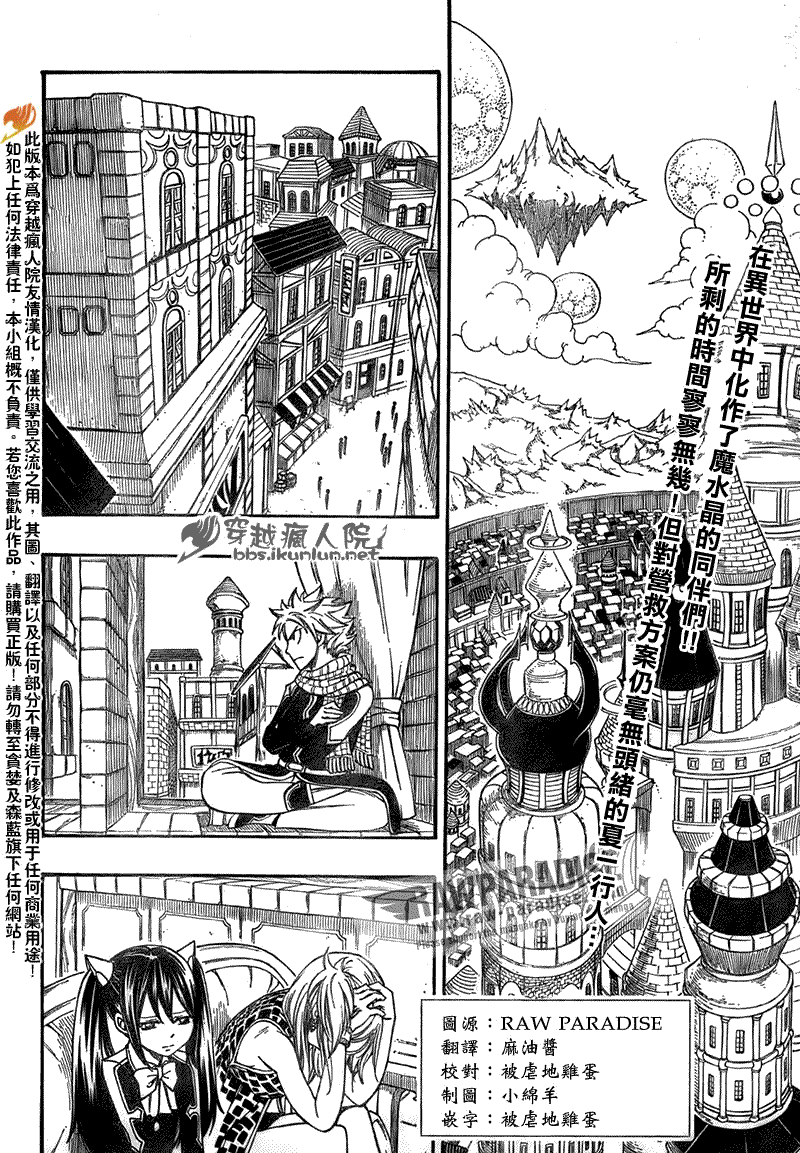 在異世界中化作了魔水晶的同伴們!!
所剩的時間寥寥無幾!但對營救方案仍毫無頭緒的夏一行人…
穿越瘋人院
bbs.ikunlun.net
RAWPARADISE
圖源：RAW PARADISE
翻譯：麻油醬
校對：被虐地雞蛋
制圖：小綿羊
嵌字：被虐地雞蛋
此版本爲穿越瘋人院友情漢化，僅供學習交流之用，其圖、翻譯以及任何部分不得進行修改或用于任何商業用途！
如犯上任何法律責任，本小組概不負責。若您喜歡此作品，請購買正版！請勿轉至貪婪及森藍旗下任何網站！